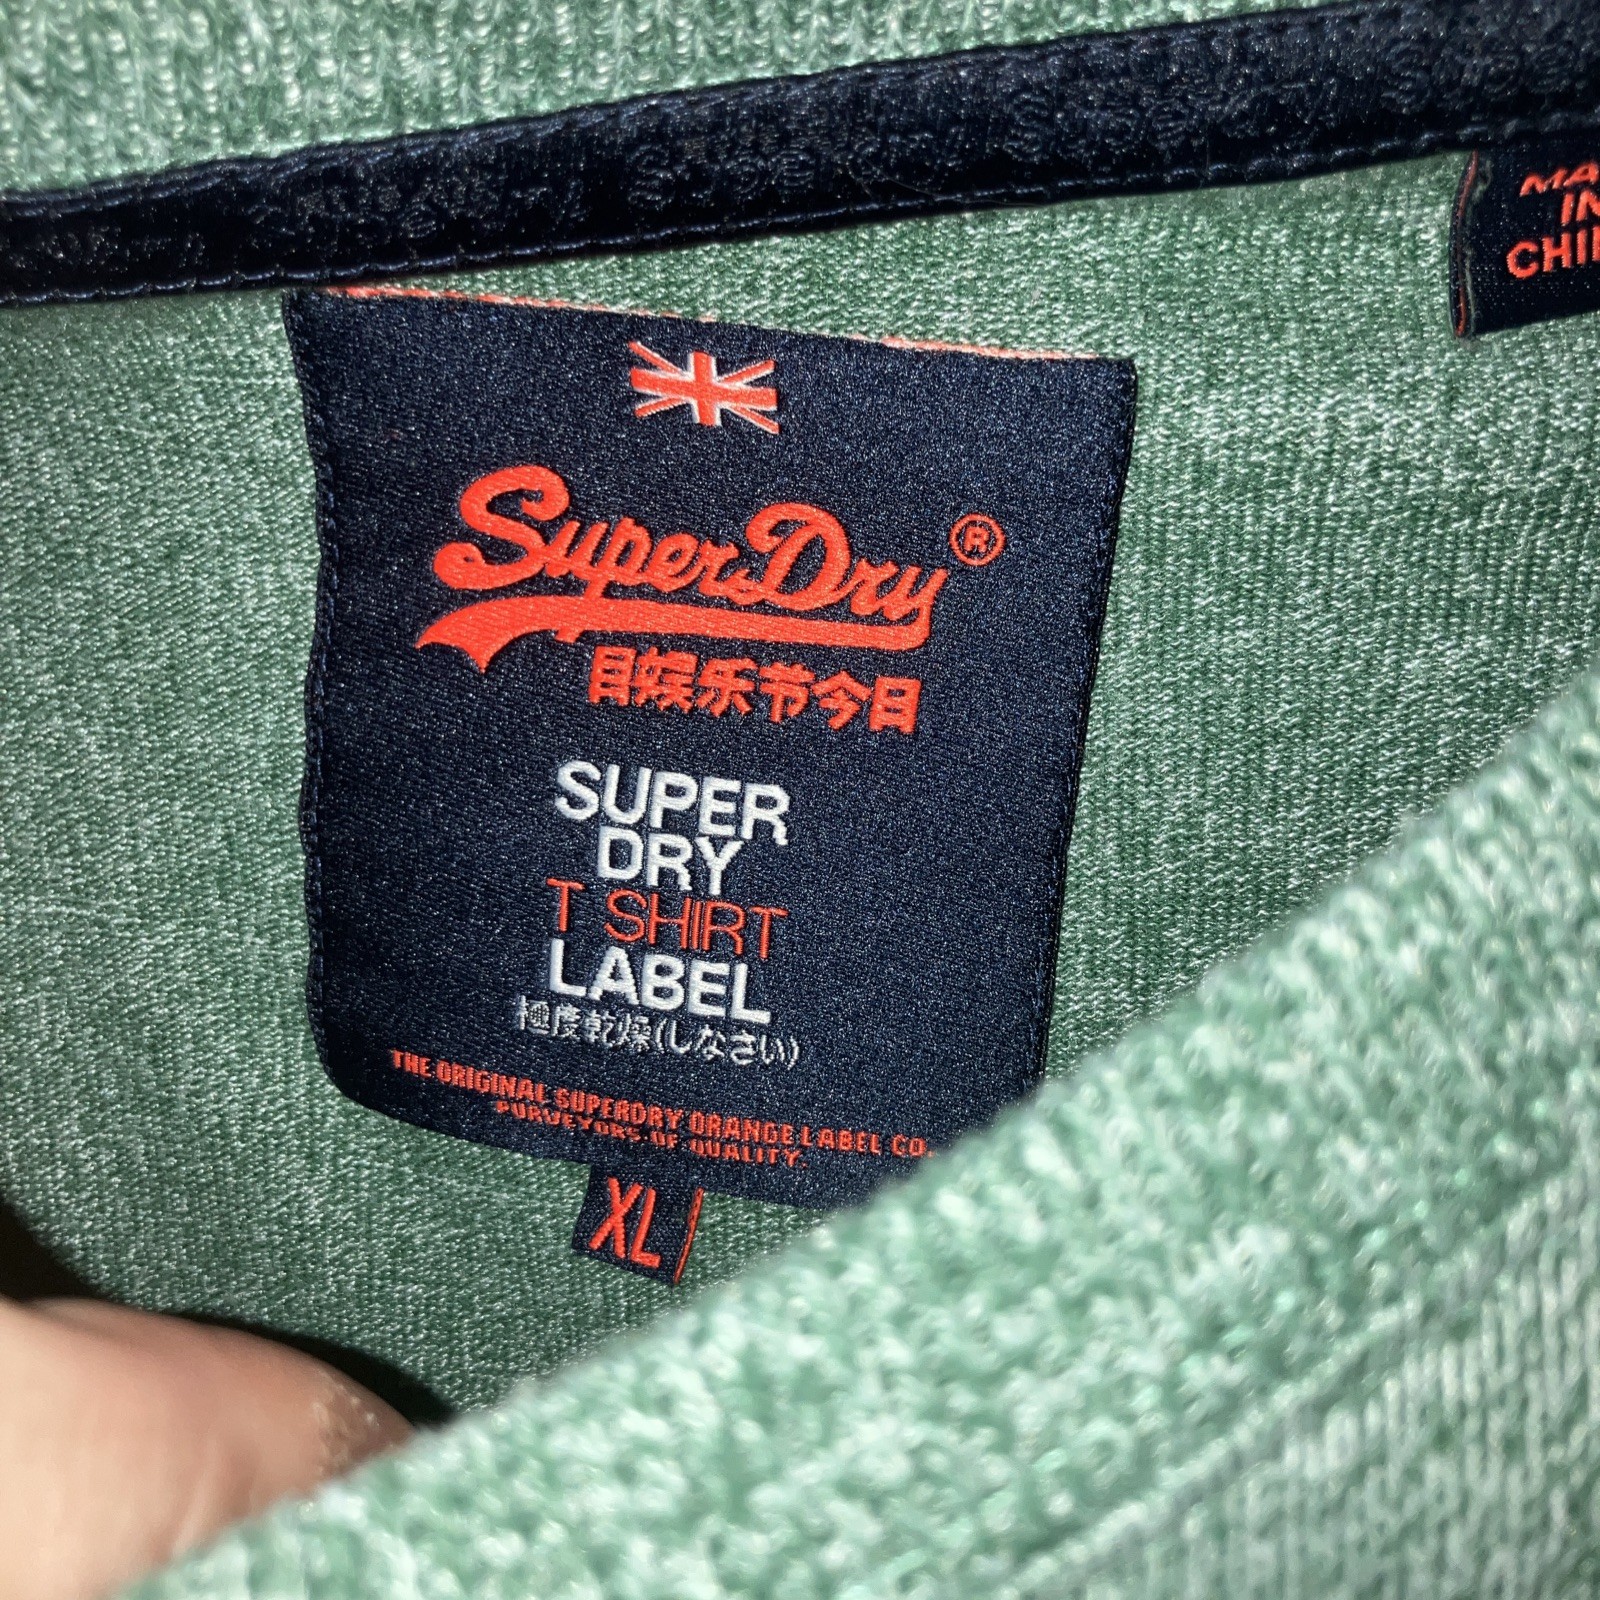 MA
IN
CHI
SuperDry®
目娱乐节今日
SUPER
DRY
T SHIRT
LABEL
極度乾燥(しなさい)
THE ORIGINAL SUPERDRY ORANGE LABEL CO.
PURVEYORS OF QUALITY.
XL